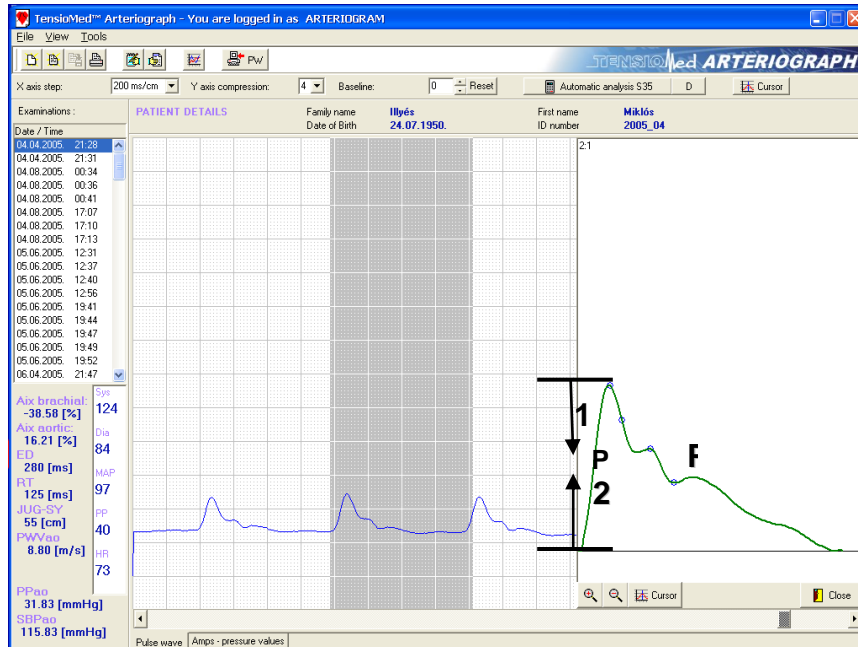 TensioMed™ Arteriograph - You are logged in as ARTERIOGRAM
File View Tools
PW
TENSIOMed ARTERIOGRAPH
X axis step: 200 ms/cm Y axis compression: 4 Baseline: 0 Reset Automatic analysis S35 D Cursor
Examinations :
PATIENT DETAILS
Family name Illyés First name Miklós
Date of Birth 24.07.1950. ID number 2005_04
Date / Time
04.04.2005. 21:28
04.04.2005. 21:31
04.08.2005. 00:34
04.08.2005. 00:36
04.08.2005. 00:41
04.08.2005. 17:07
04.08.2005. 17:10
04.08.2005. 17:13
05.06.2005. 12:31
05.06.2005. 12:37
05.06.2005. 12:40
05.06.2005. 12:56
05.06.2005. 19:41
05.06.2005. 19:44
05.06.2005. 19:47
05.06.2005. 19:49
05.06.2005. 19:52
06.04.2005. 21:47
Aix brachial:
-38.58 [%]
Aix aortic:
16.21 [%]
ED
280 [ms]
RT
125 [ms]
JUG-SY
55 [cm]
PWVao
8.80 [m/s]
PPao
31.83 [mmHg]
SBPao
115.83 [mmHg]
Sys
124
Dia
84
MAP
97
PP
40
HR
73
2:1
1
P
2
Cursor Close
Pulse wave Amps - pressure values